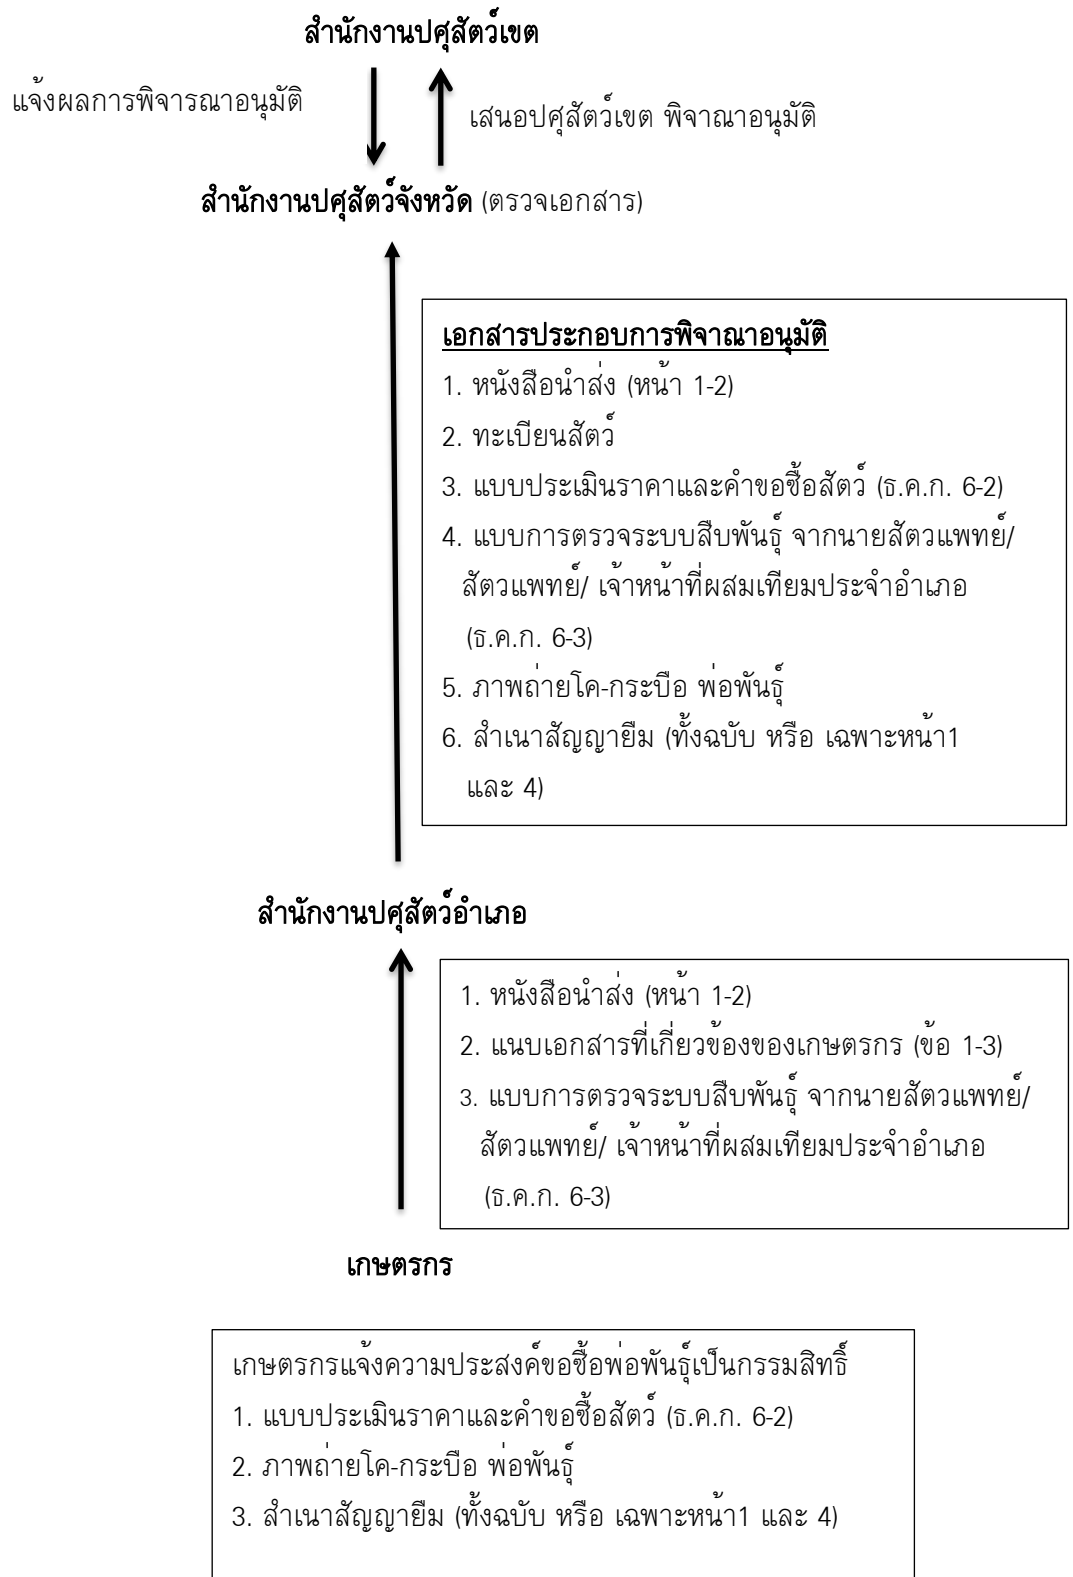 สำนักงานปศุสัตว์เขต
แจ้งผลการพิจารณาอนุมัติ
เสนอปศุสัตว์เขต พิจาณาอนุมัติ
สำนักงานปศุสัตว์จังหวัด (ตรวจเอกสาร)
เอกสารประกอบการพิจาณาอนุมัติ
1. หนังสือนำส่ง (หน้า 1-2)
2. ทะเบียนสัตว์
3. แบบประเมินราคาและคำขอซื้อสัตว์ (ธ.ค.ก. 6-2)
4. แบบการตรวจระบบสืบพันธุ์ จากนายสัตวแพทย์/
สัตวแพทย์/ เจ้าหน้าที่ผสมเทียมประจำอำเภอ
(ธ.ค.ก. 6-3)
5. ภาพถ่ายโค-กระบือ พ่อพันธุ์
6. สำเนาสัญญายืม (ทั้งฉบับ หรือ เฉพาะหน้า1
และ 4)
สำนักงานปศุสัตว์อำเภอ
1. หนังสือนำส่ง (หน้า 1-2)
2. แนบเอกสารที่เกี่ยวข้องของเกษตรกร (ข้อ 1-3)
3. แบบการตรวจระบบสืบพันธุ์ จากนายสัตวแพทย์/
สัตวแพทย์/ เจ้าหน้าที่ผสมเทียมประจำอำเภอ
(ธ.ค.ก. 6-3)
เกษตรกร
เกษตรกรแจ้งความประสงค์ขอซื้อพ่อพันธุ์เป็นกรรมสิทธิ์
1. แบบประเมินราคาและคำขอซื้อสัตว์ (ธ.ค.ก. 6-2)
2. ภาพถ่ายโค-กระบือ พ่อพันธุ์
3. สำเนาสัญญายืม (ทั้งฉบับ หรือ เฉพาะหน้า1 และ 4)